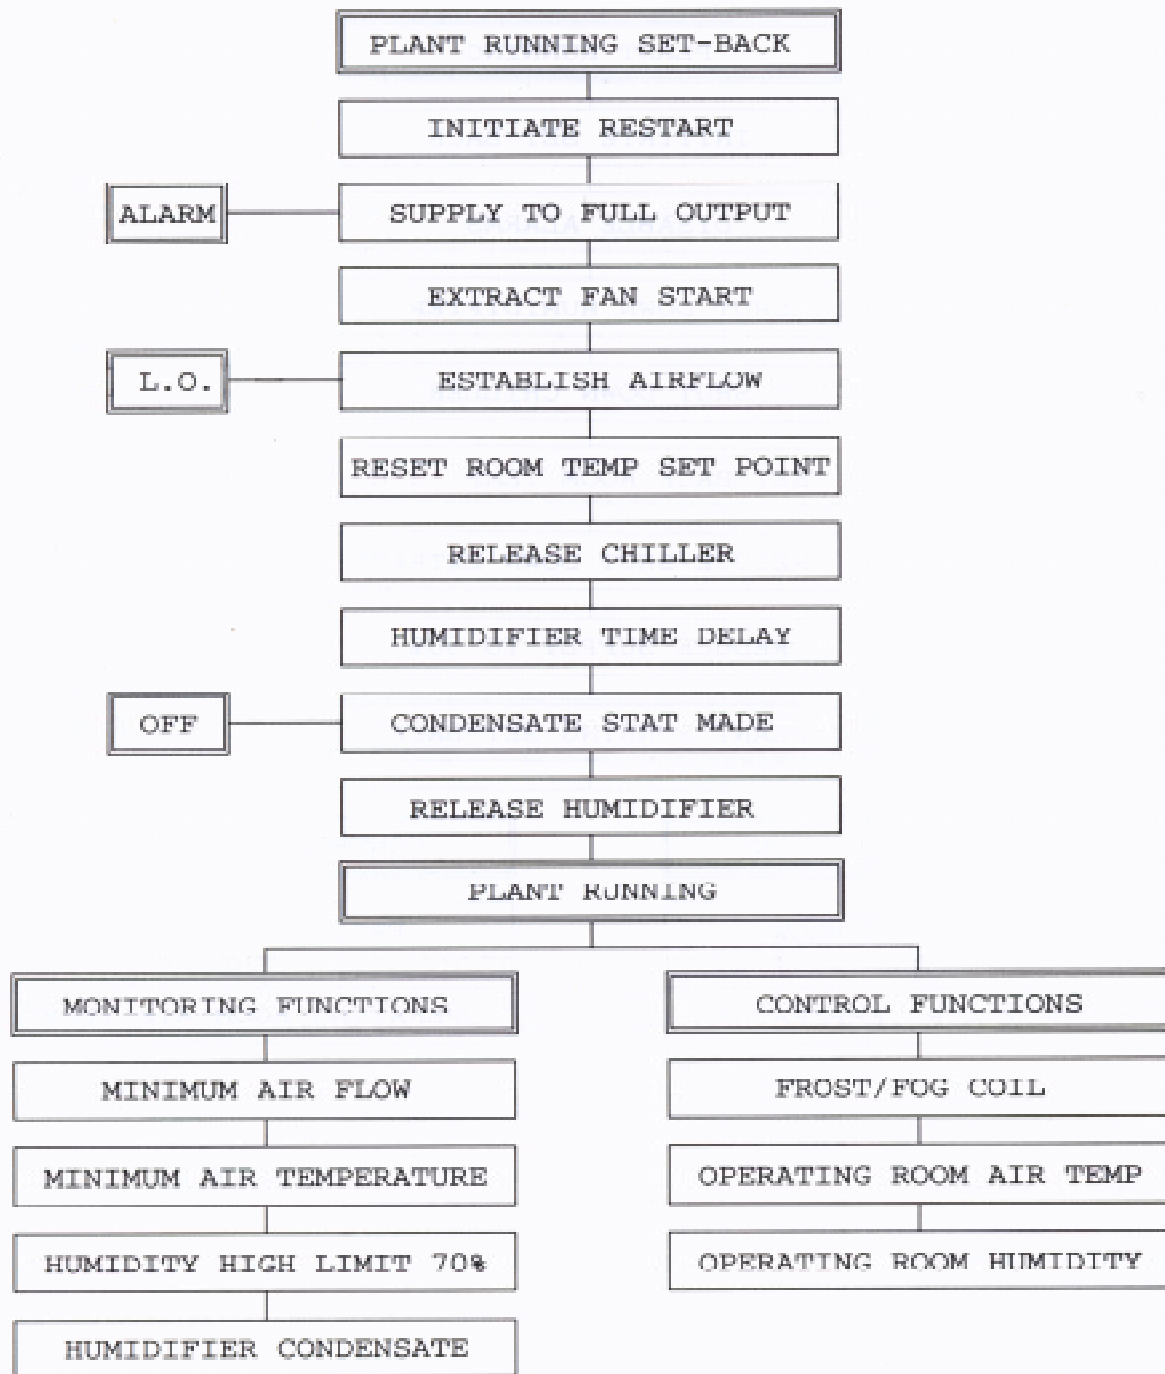 PLANT RUNNING SET-BACK
INITIATE RESTART
ALARM
SUPPLY TO FULL OUTPUT
EXTRACT FAN START
L.O.
ESTABLISH AIRFLOW
RESET ROOM TEMP SET POINT
RELEASE CHILLER
HUMIDIFIER TIME DELAY
OFF
CONDENSATE STAT MADE
RELEASE HUMIDIFIER
PLANT RUNNING
MONITORING FUNCTIONS
CONTROL FUNCTIONS
MINIMUM AIR FLOW
FROST/FOG COIL
MINIMUM AIR TEMPERATURE
OPERATING ROOM AIR TEMP
HUMIDITY HIGH LIMIT 70%
OPERATING ROOM HUMIDITY
HUMIDIFIER CONDENSATE